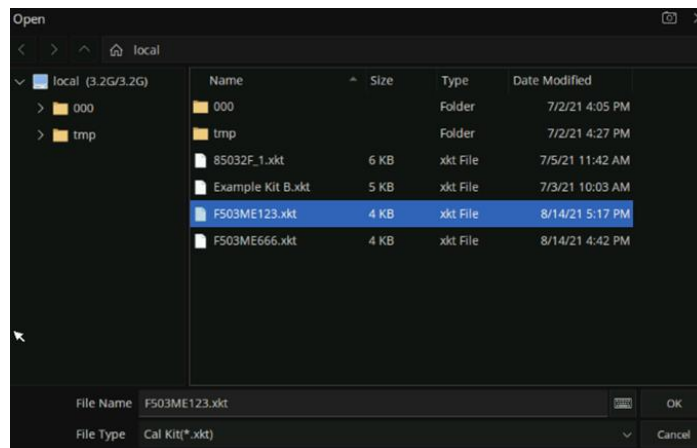 Open
local
local (3.2G/3.2G)
000
tmp
Name Size Type Date Modified
000 Folder 7/2/21 4:05 PM
tmp Folder 7/2/21 4:27 PM
85032F_1.xkt 6 KB xkt File 7/5/21 11:42 AM
Example Kit B.xkt 5 KB xkt File 7/3/21 10:03 AM
F503ME123.xkt 4 KB xkt File 8/14/21 5:17 PM
F503ME666.xkt 4 KB xkt File 8/14/21 4:42 PM
File Name F503ME123.xkt OK
File Type Cal Kit(*.xkt) Cancel